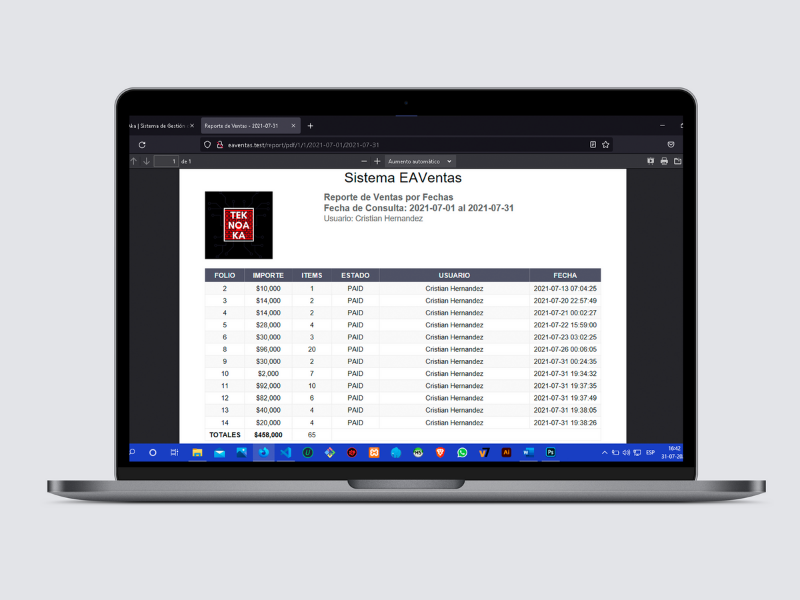 Aka | Sistema de Gestión
Reporte de Ventas - 2021-07-31
eaventas.test/report/pdf/1/1/2021-07-01/2021-07-31
1 de 1
Aumento automático
Sistema EAVentas
TEK
NOA
KA
Reporte de Ventas por Fechas
Fecha de Consulta: 2021-07-01 al 2021-07-31
Usuario: Cristian Hernandez
FOLIO IMPORTE ITEMS ESTADO USUARIO FECHA
2 $10,000 1 PAID Cristian Hernandez 2021-07-13 07:04:25
3 $14,000 2 PAID Cristian Hernandez 2021-07-20 22:57:49
4 $14,000 2 PAID Cristian Hernandez 2021-07-21 00:02:27
5 $28,000 4 PAID Cristian Hernandez 2021-07-22 15:59:00
6 $30,000 3 PAID Cristian Hernandez 2021-07-23 03:02:25
8 $96,000 20 PAID Cristian Hernandez 2021-07-26 00:06:05
9 $30,000 2 PAID Cristian Hernandez 2021-07-31 00:24:35
10 $2,000 7 PAID Cristian Hernandez 2021-07-31 19:34:32
11 $92,000 10 PAID Cristian Hernandez 2021-07-31 19:37:35
12 $82,000 6 PAID Cristian Hernandez 2021-07-31 19:37:49
13 $40,000 4 PAID Cristian Hernandez 2021-07-31 19:38:05
14 $20,000 4 PAID Cristian Hernandez 2021-07-31 19:38:26
TOTALES $458,000 65
Ai
Ps
ESP
16:42
31-07-20